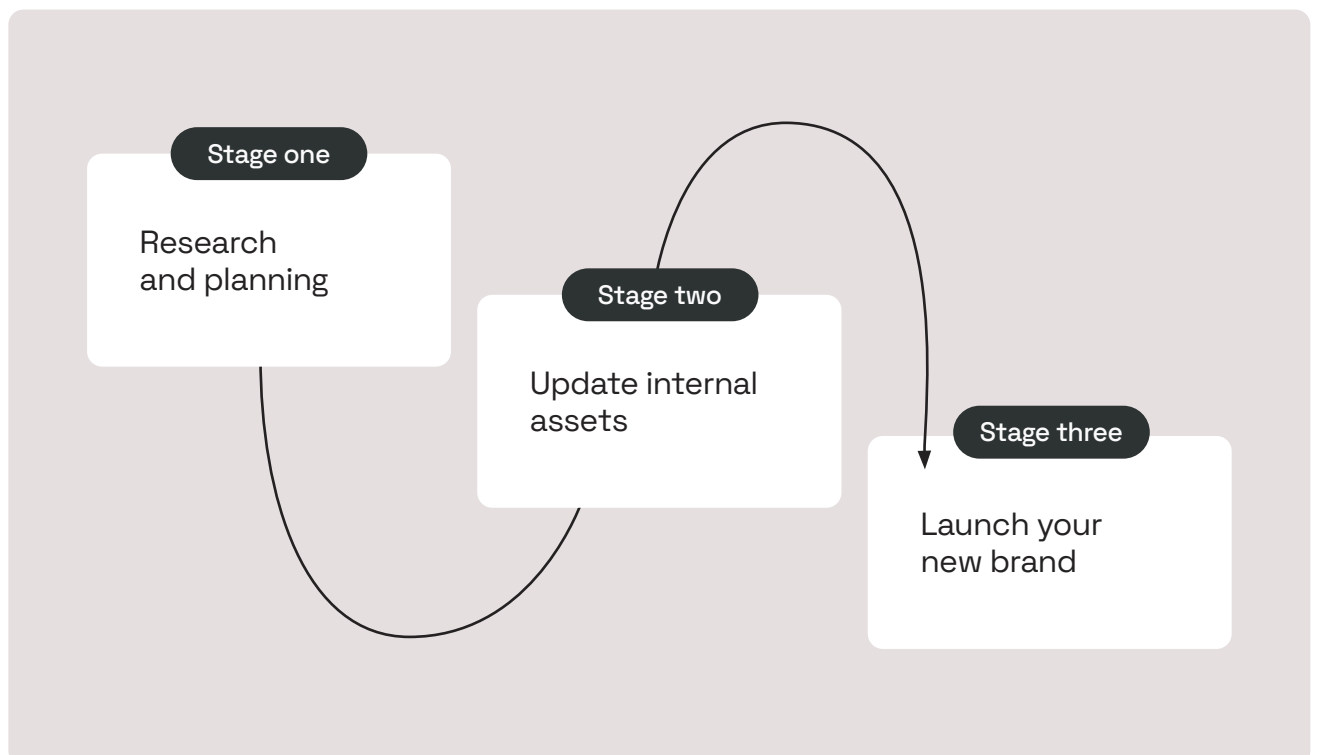 Stage one
Research
and planning
Stage two
Update internal
assets
Stage three
Launch your
new brand